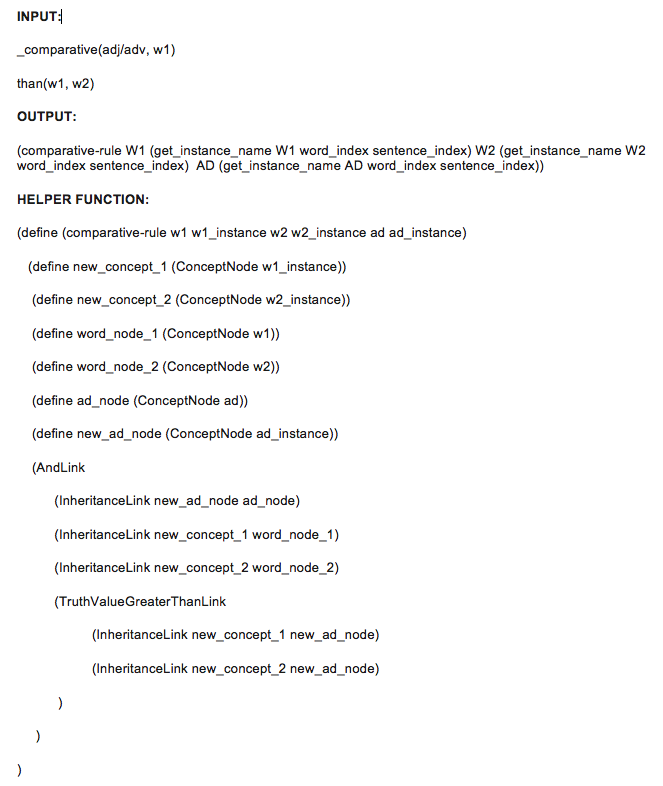 INPUT:
_comparative(adj/adv, w1)
than(w1, w2)
OUTPUT:
(comparative-rule W1 (get_instance_name W1 word_index sentence_index) W2 (get_instance_name W2
word_index sentence_index)  AD (get_instance_name AD word_index sentence_index))
HELPER FUNCTION:
(define (comparative-rule w1 w1_instance w2 w2_instance ad ad_instance)
(define new_concept_1 (ConceptNode w1_instance))
(define new_concept_2 (ConceptNode w2_instance))
(define word_node_1 (ConceptNode w1))
(define word_node_2 (ConceptNode w2))
(define ad_node (ConceptNode ad))
(define new_ad_node (ConceptNode ad_instance))
(AndLink
(InheritanceLink new_ad_node ad_node)
(InheritanceLink new_concept_1 word_node_1)
(InheritanceLink new_concept_2 word_node_2)
(TruthValueGreaterThanLink
(InheritanceLink new_concept_1 new_ad_node)
(InheritanceLink new_concept_2 new_ad_node)
)
)
)